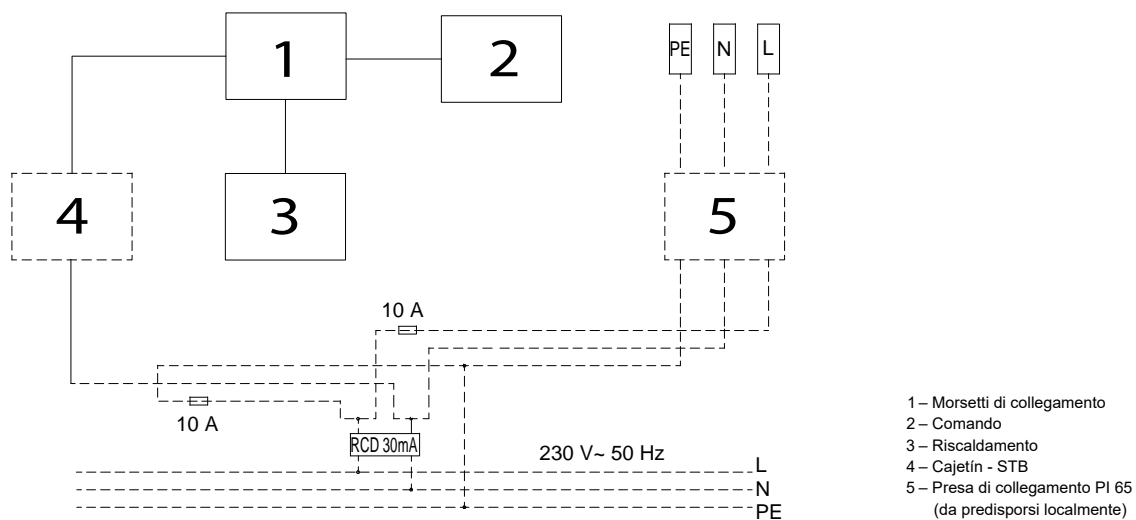 1
2
PE
N
L
4
3
5
10 A
10 A
RCD 30mA
230 V~ 50 Hz
L
N
PE
1 – Morsetti di collegamento
2 – Comando
3 – Riscaldamento
4 – Cajetín - STB
5 – Presa di collegamento PI 65
(da predisporsi localmente)